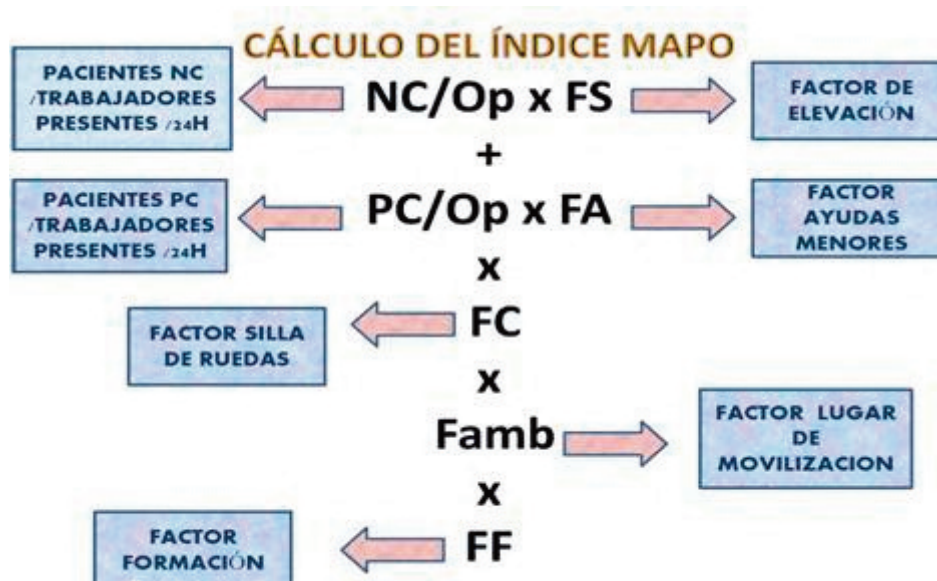 CÁLCULO DEL ÍNDICE MAPO
PACIENTES NC
/TRABAJADORES
PRESENTES /24H
NC/Op x FS
FACTOR DE
ELEVACIÓN
+
PACIENTES PC
/TRABAJADORES
PRESENTES /24H
PC/Op x FA
FACTOR
AYUDAS
MENORES
x
FACTOR SILLA
DE RUEDAS
FC
x
Famb
FACTOR LUGAR
DE
MOVILIZACION
x
FACTOR
FORMACIÓN
FF